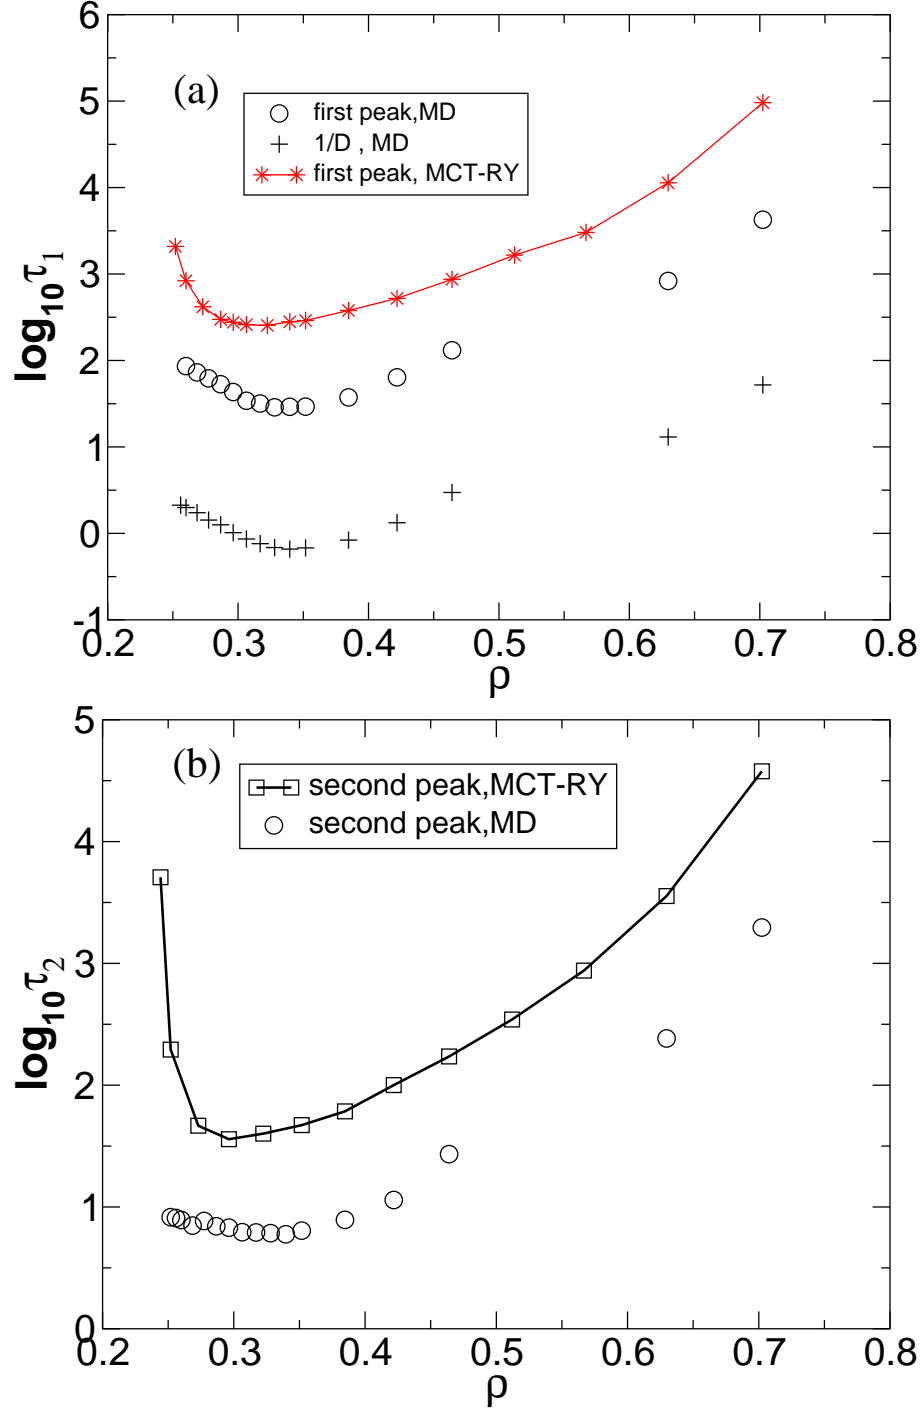 6
5
4
3
2
1
0
-1
log₁₀τ₁
(a)
first peak,MD
1/D , MD
first peak, MCT-RY
0.2 0.3 0.4 0.5 0.6 0.7 0.8
ρ
5
4
3
2
1
0
log₁₀τ₂
(b)
second peak,MCT-RY
second peak,MD
0.2 0.3 0.4 0.5 0.6 0.7 0.8
ρ